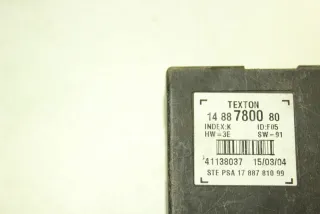 TEXTON
14 88 7800 80
INDEX:K ID:F05
HW-3E SW-91
41138037 15/03/04
STE PSA 17 887 810 99